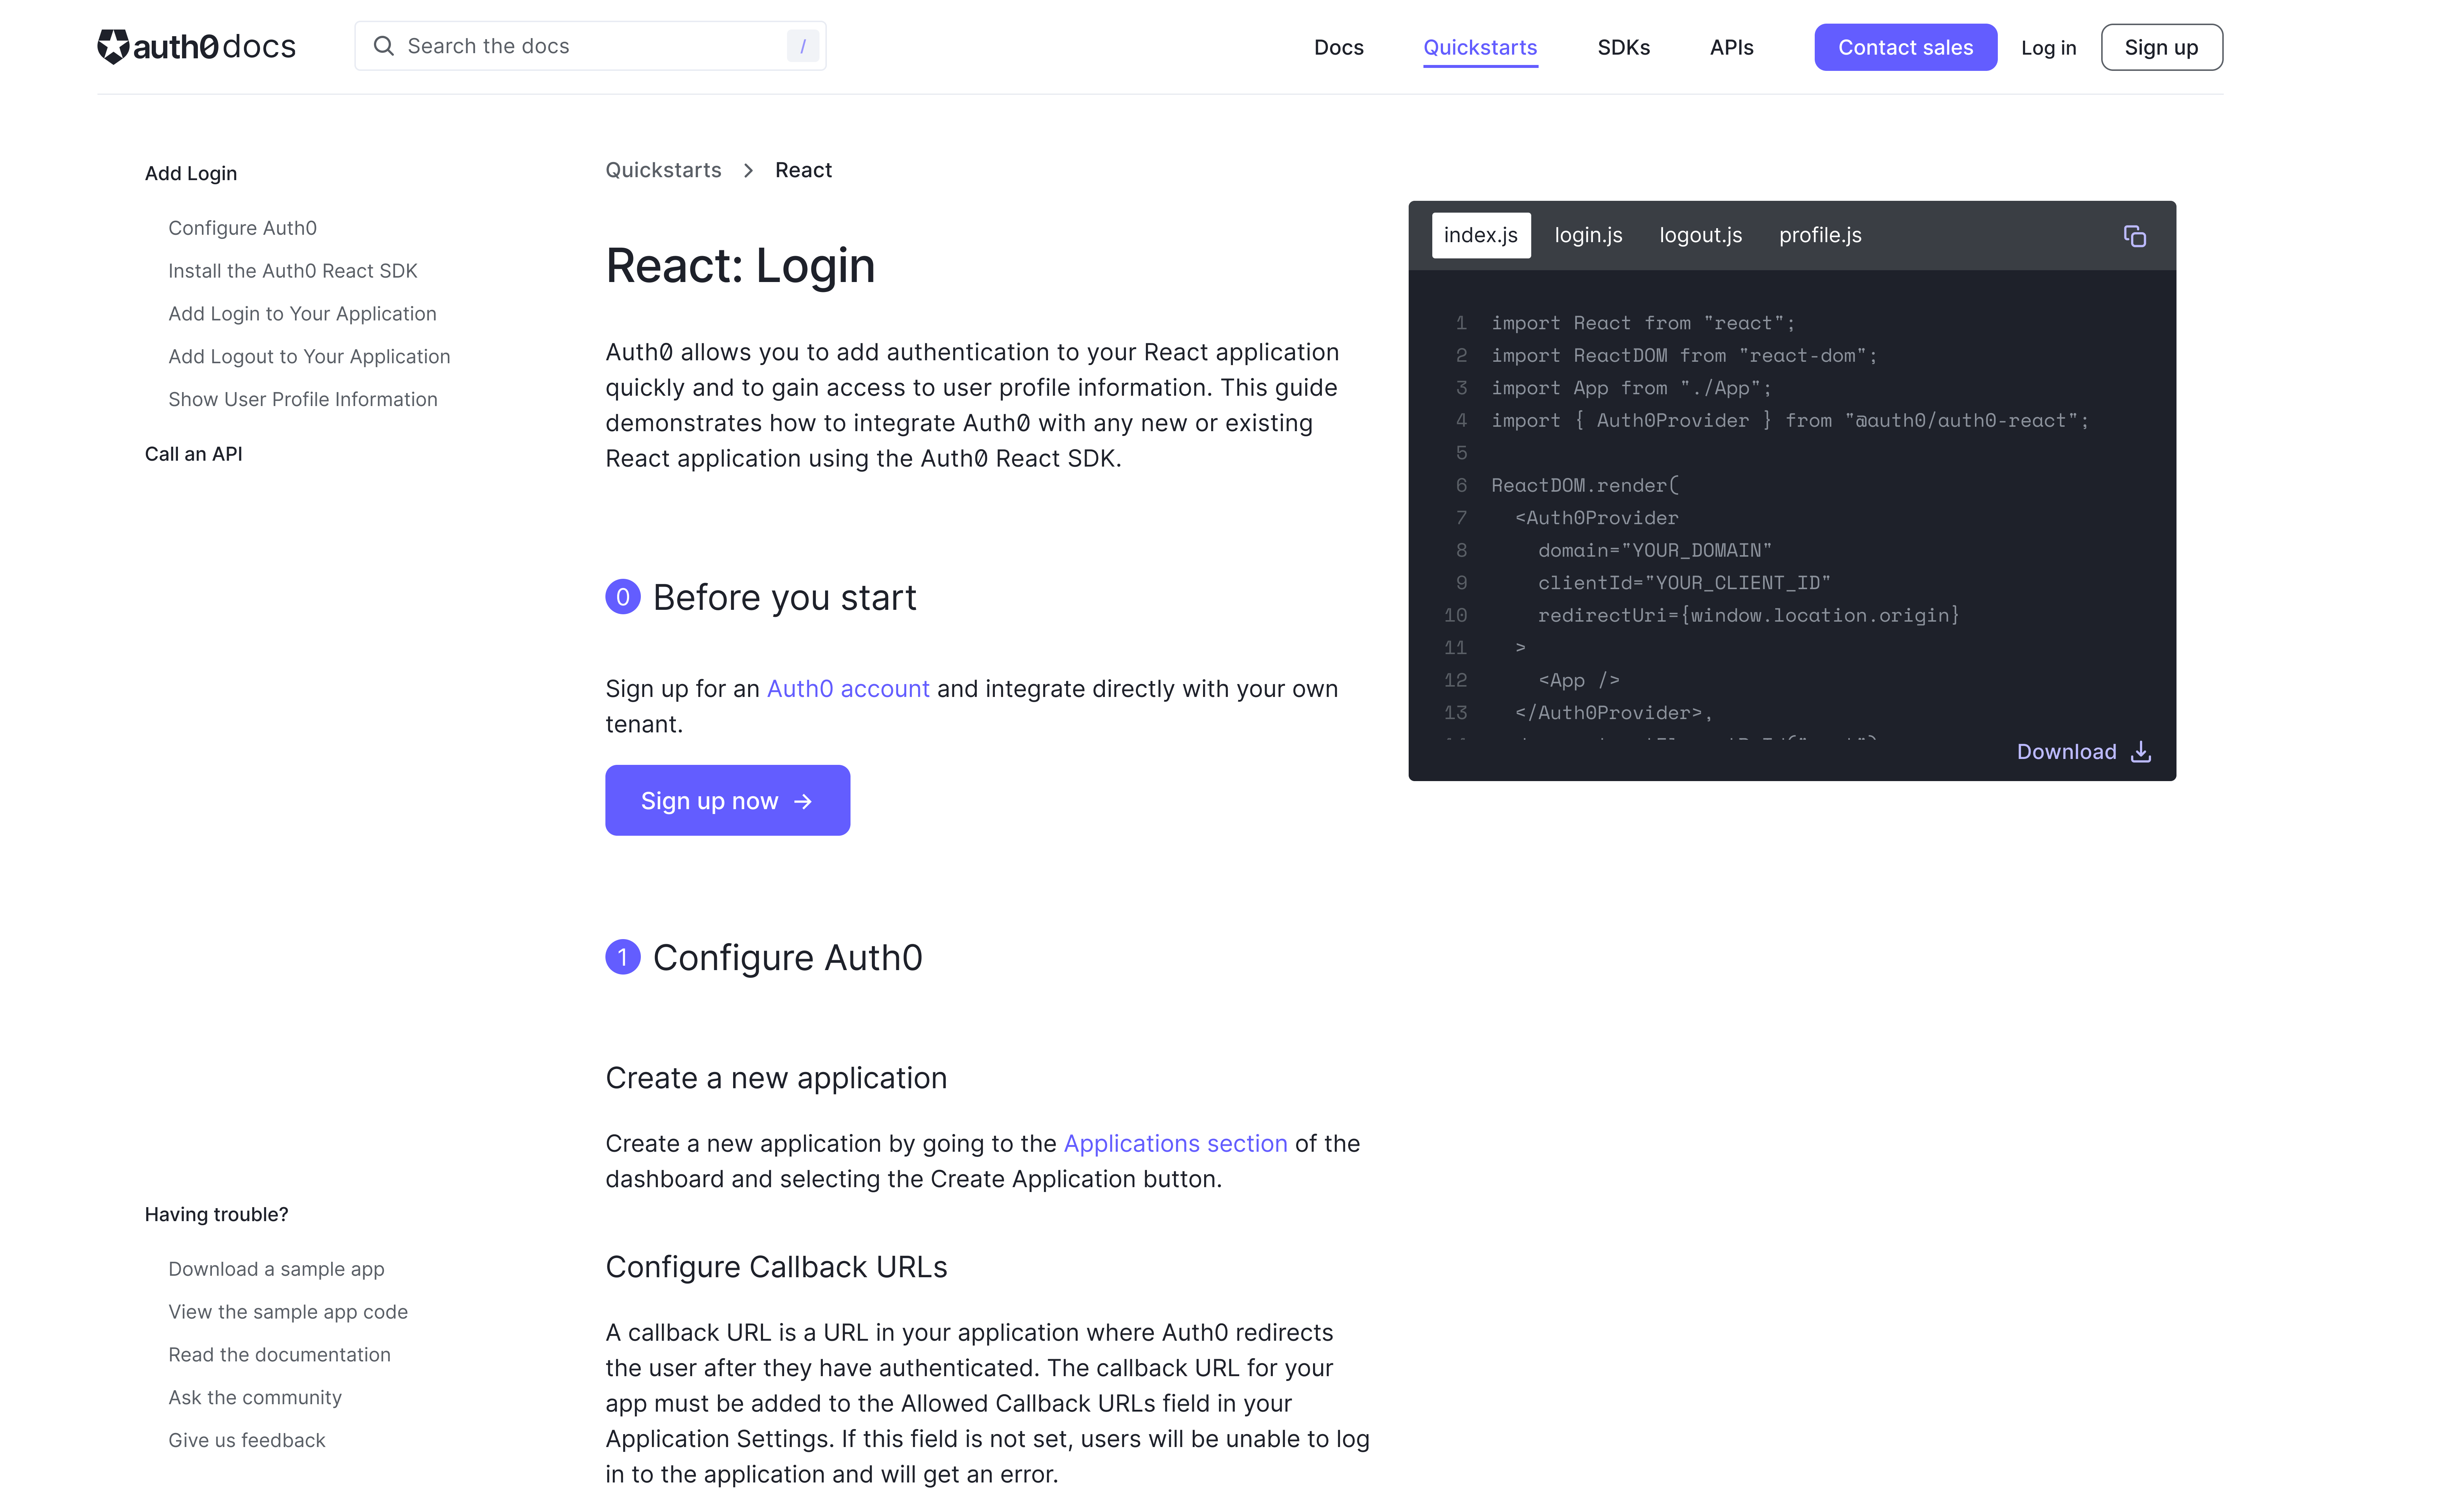 auth0 docs
Search the docs /
Docs Quickstarts SDKs APIs Contact sales Log in Sign up
Add Login
Configure Auth0
Install the Auth0 React SDK
Add Login to Your Application
Add Logout to Your Application
Show User Profile Information
Call an API
Having trouble?
Download a sample app
View the sample app code
Read the documentation
Ask the community
Give us feedback
Quickstarts > React
React: Login
Auth0 allows you to add authentication to your React application
quickly and to gain access to user profile information. This guide
demonstrates how to integrate Auth0 with any new or existing
React application using the Auth0 React SDK.
0 Before you start
Sign up for an Auth0 account and integrate directly with your own
tenant.
Sign up now →
1 Configure Auth0
Create a new application
Create a new application by going to the Applications section of the
dashboard and selecting the Create Application button.
Configure Callback URLs
A callback URL is a URL in your application where Auth0 redirects
the user after they have authenticated. The callback URL for your
app must be added to the Allowed Callback URLs field in your
Application Settings. If this field is not set, users will be unable to log
in to the application and will get an error.
index.js login.js logout.js profile.js
1 import React from "react";
2 import ReactDOM from "react-dom";
3 import App from "./App";
4 import { Auth0Provider } from "@auth0/auth0-react";
5
6 ReactDOM.render(
7 <Auth0Provider
8 domain="YOUR_DOMAIN"
9 clientId="YOUR_CLIENT_ID"
10 redirectUri={window.location.origin}
11 >
12 <App />
13 </Auth0Provider>,
Download